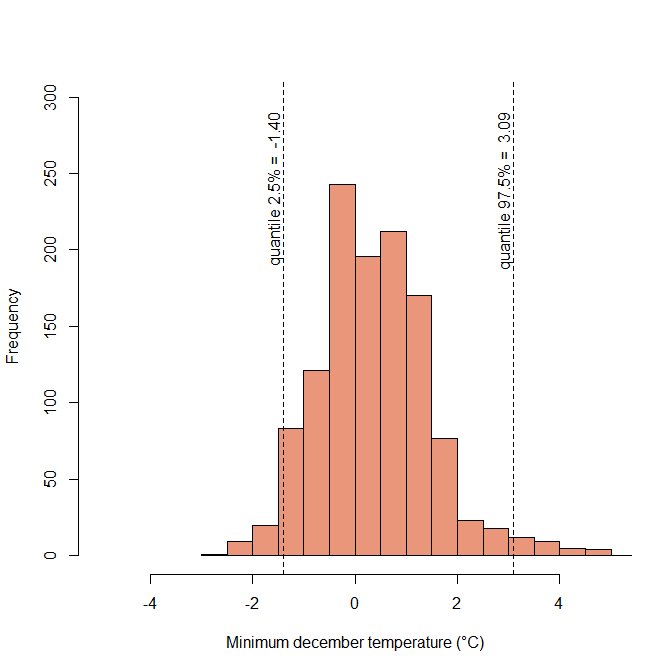 300
250
200
150
100
50
0
Frequency
quantile 2.5% = -1.40
quantile 97.5% = 3.09
-4 -2 0 2 4
Minimum december temperature (°C)